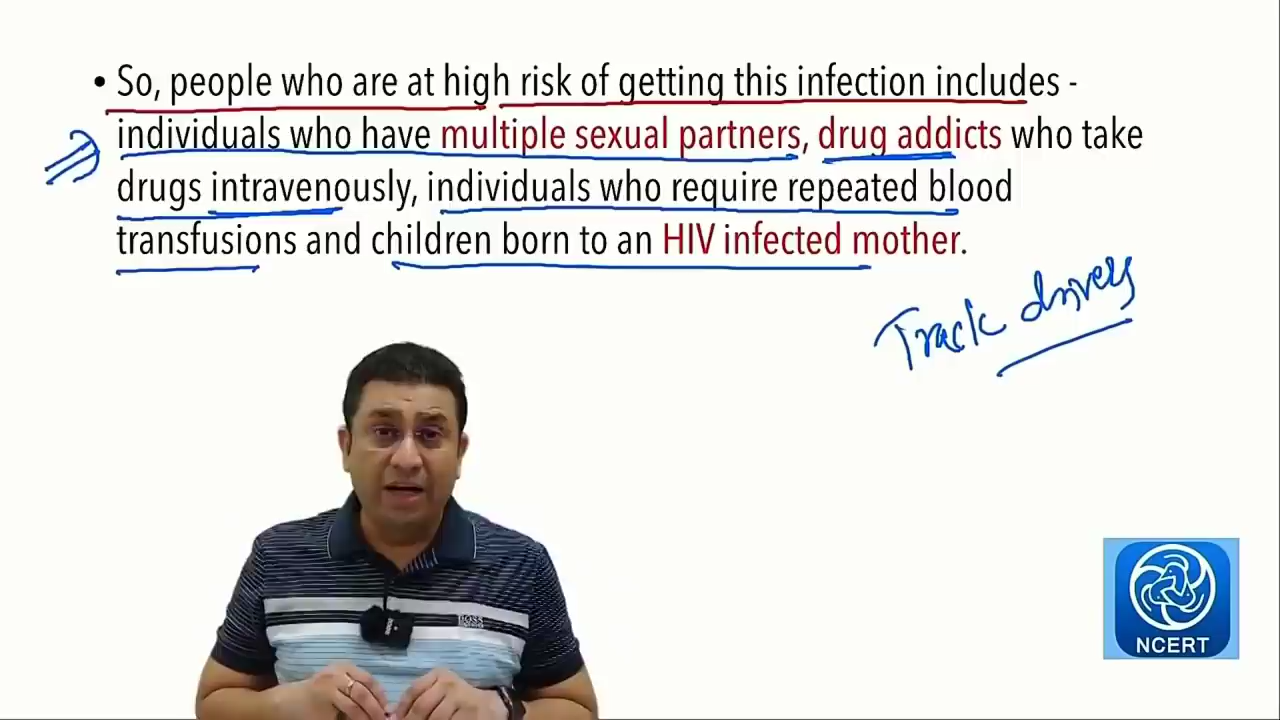 • So, people who are at high risk of getting this infection includes -
individuals who have multiple sexual partners, drug addicts who take
drugs intravenously, individuals who require repeated blood
transfusions and children born to an HIV infected mother.
Track drivers
BOSS
NCERT